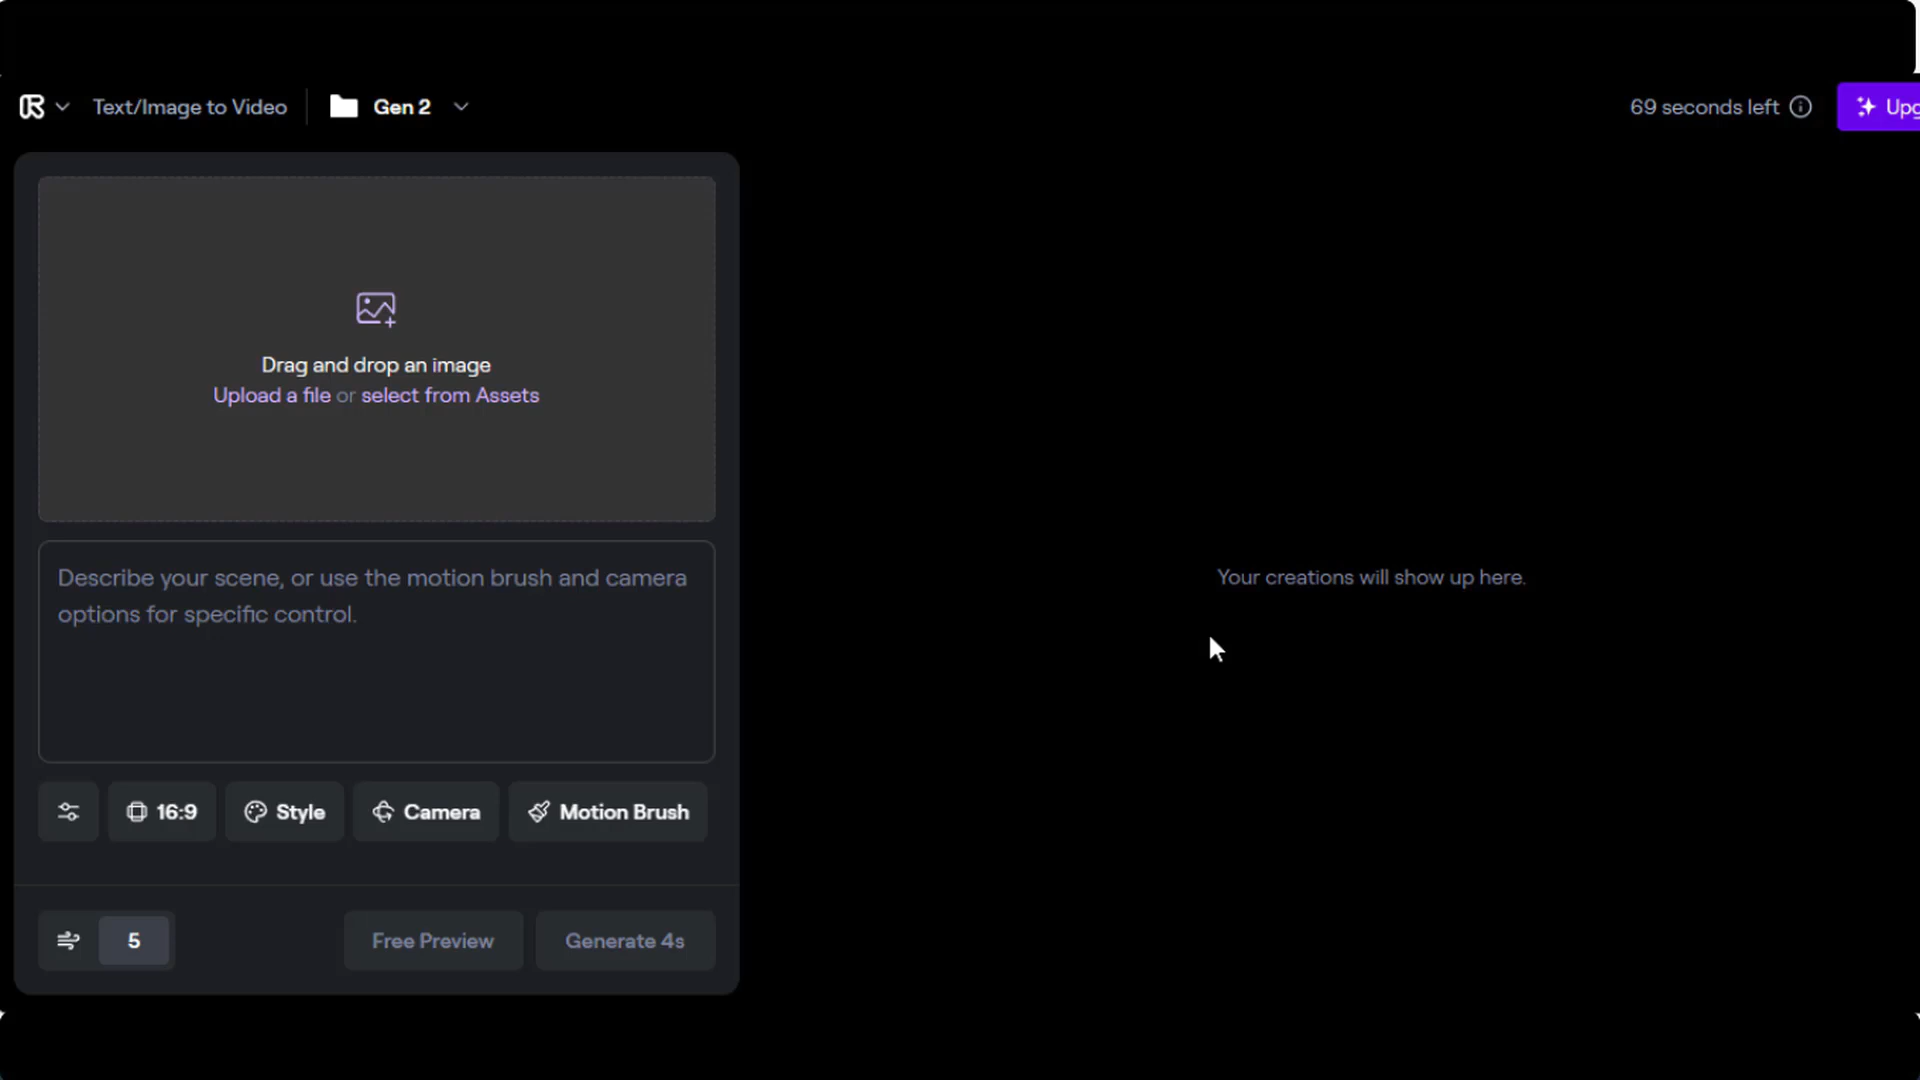 Text/Image to Video
Gen 2
69 seconds left
Upg
Drag and drop an image
Upload a file or select from Assets
Describe your scene, or use the motion brush and camera
options for specific control.
Your creations will show up here.
16:9
Style
Camera
Motion Brush
5
Free Preview
Generate 4s